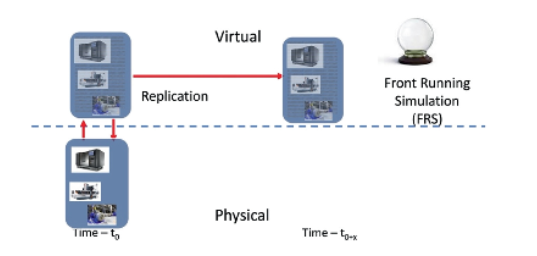 Virtual
Replication
Front Running
Simulation
(FRS)
Physical
Time – t0
Time – t0+x